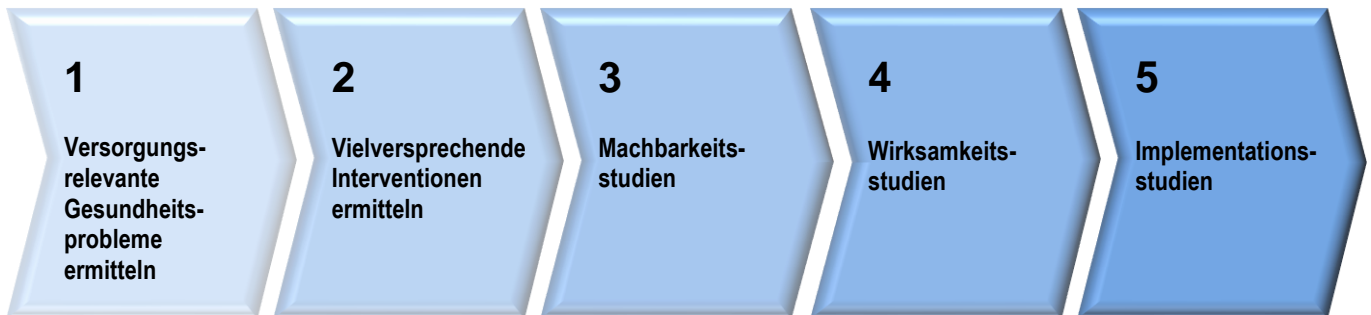 1
Versorgungs-
relevante
Gesundheits-
probleme
ermitteln
2
Vielversprechende
Interventionen
ermitteln
3
Machbarkeits-
studien
4
Wirksamkeits-
studien
5
Implementations-
studien